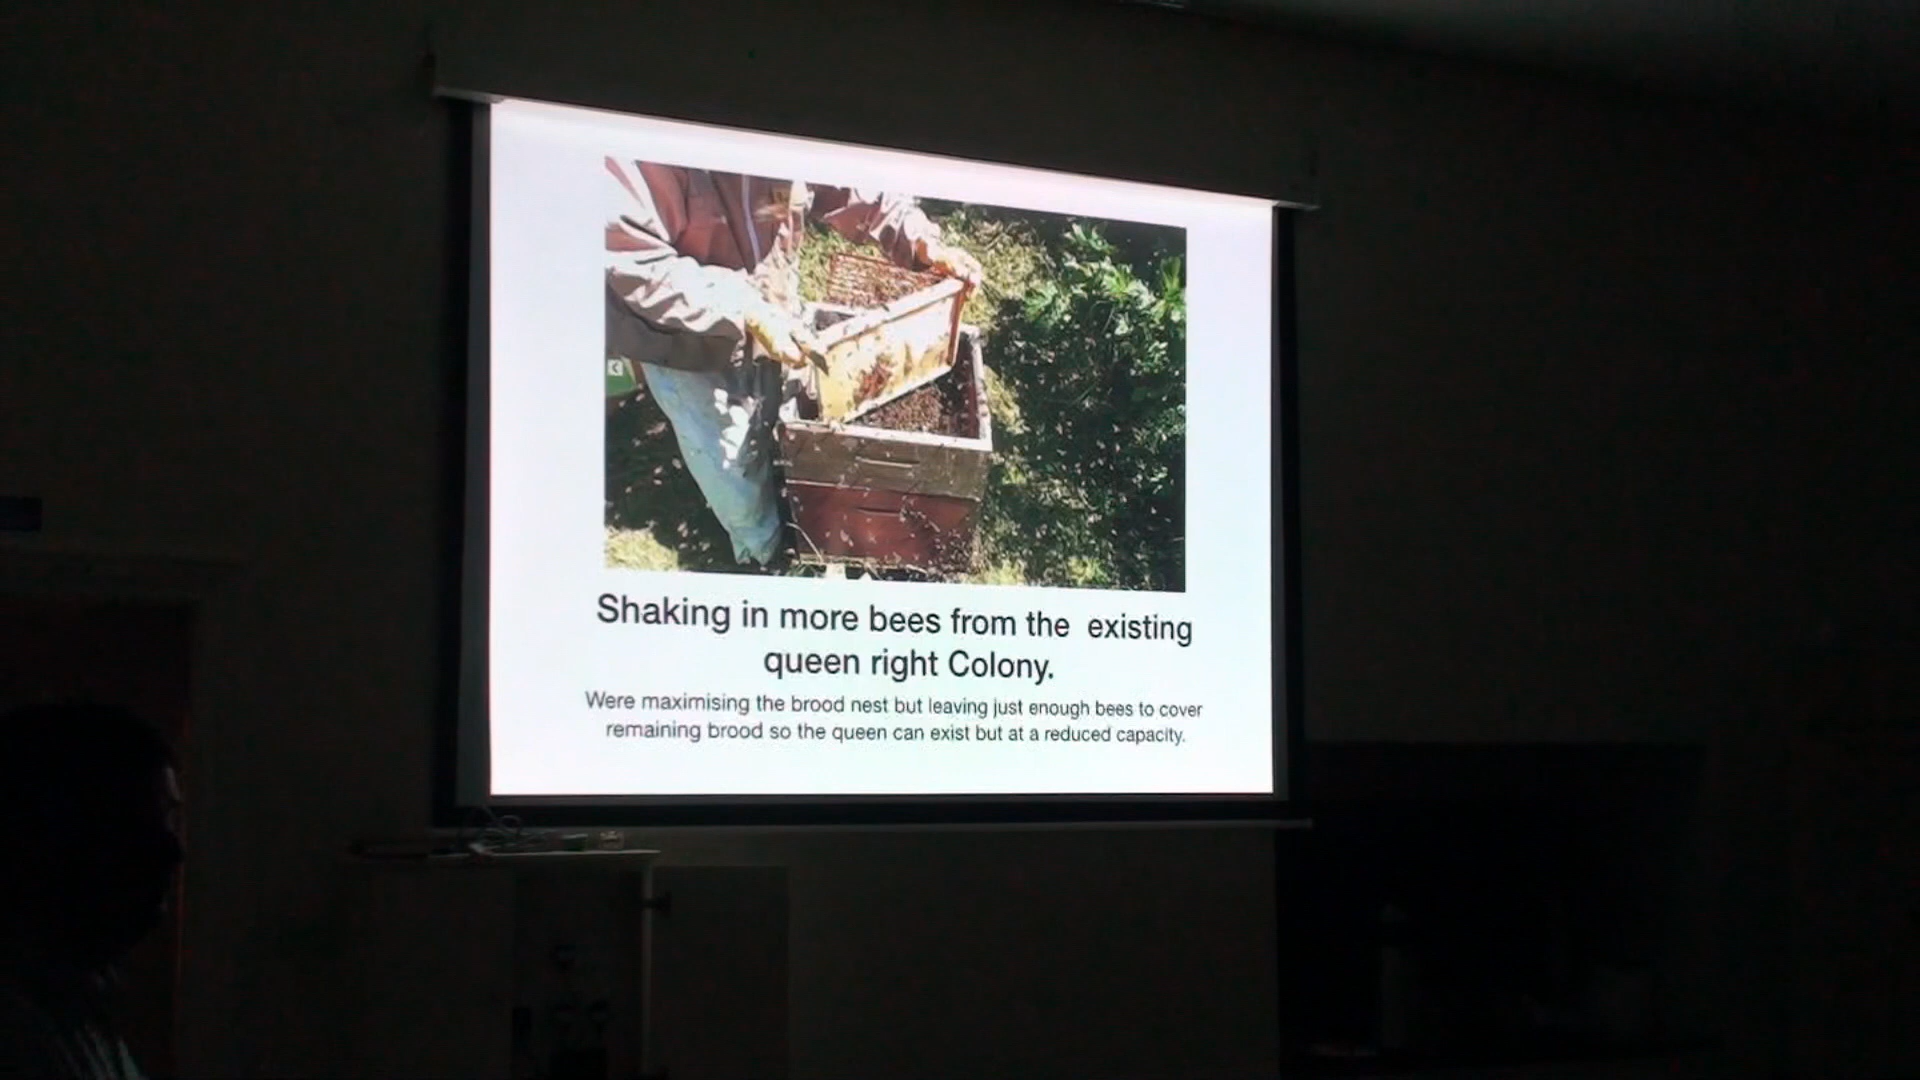 Shaking in more bees from the existing
queen right Colony.
Were maximising the brood nest but leaving just enough bees to cover
remaining brood so the queen can exist but at a reduced capacity.